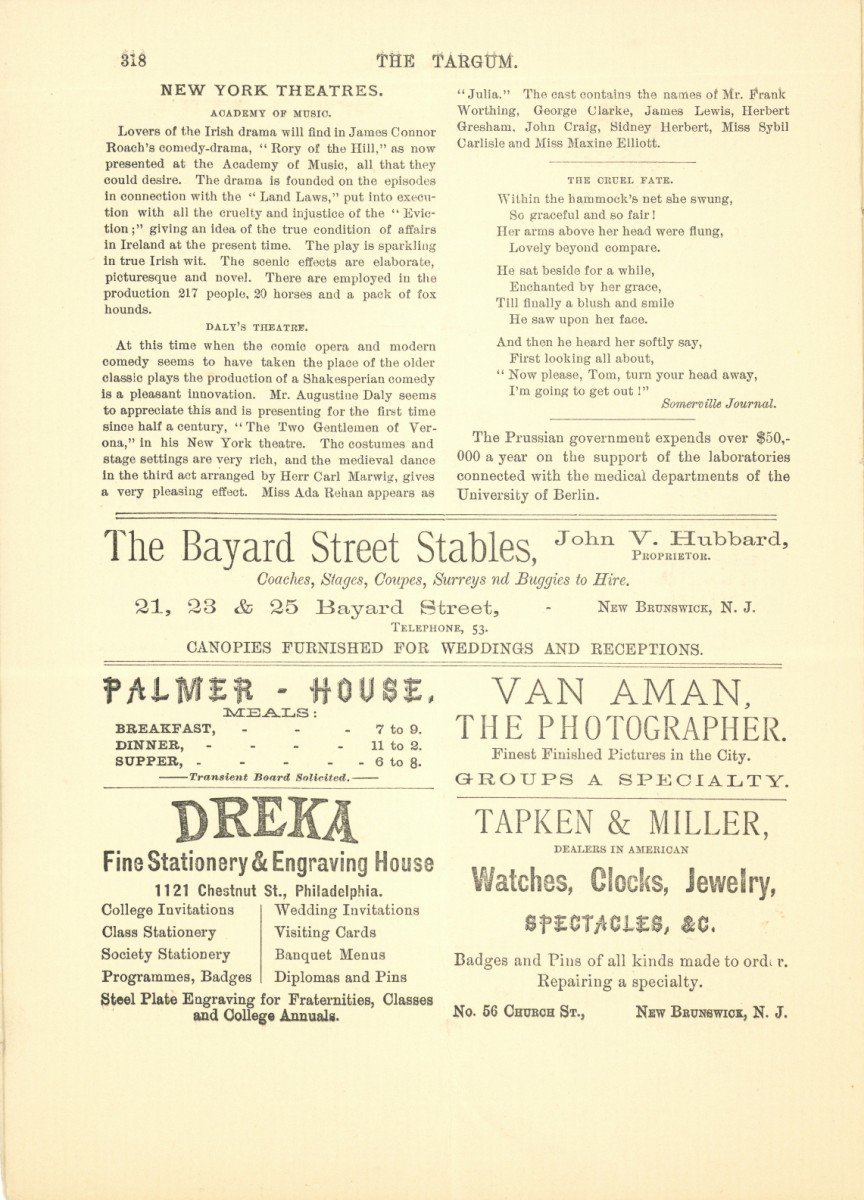 318
THE TARGUM.
NEW YORK THEATRES.
ACADEMY OF MUSIC.
Lovers of the Irish drama will find in James Connor
Roach's comedy-drama, "Rory of the Hill," as now
presented at the Academy of Music, all that they
could desire. The drama is founded on the episodes
in connection with the "Land Laws," put into execu-
tion with all the cruelty and injustice of the "Evic-
tion;" giving an idea of the true condition of affairs
in Ireland at the present time. The play is sparkling
in true Irish wit. The scenic effects are elaborate,
picturesque and novel. There are employed in the
production 217 people, 20 horses and a pack of fox
hounds.
DALY'S THEATRE.
At this time when the comic opera and modern
comedy seems to have taken the place of the older
classic plays the production of a Shakesperian comedy
is a pleasant innovation. Mr. Augustine Daly seems
to appreciate this and is presenting for the first time
since half a century, "The Two Gentlemen of Ver-
ona," in his New York theatre. The costumes and
stage settings are very rich, and the medieval dance
in the third act arranged by Herr Carl Marwig, gives
a very pleasing effect. Miss Ada Rehan appears as
"Julia." The cast contains the names of Mr. Frank
Worthing, George Clarke, James Lewis, Herbert
Gresham, John Craig, Sidney Herbert, Miss Sybil
Carlisle and Miss Maxine Elliott.
THE CRUEL FATE.
Within the hammock's net she swung,
So graceful and so fair!
Her arms above her head were flung,
Lovely beyond compare.
He sat beside for a while,
Enchanted by her grace,
Till finally a blush and smile
He saw upon her face.
And then he heard her softly say,
First looking all about,
"Now please, Tom, turn your head away,
I'm going to get out!"
Somerville Journal.
The Prussian government expends over $50,-
000 a year on the support of the laboratories
connected with the medical departments of the
University of Berlin.
The Bayard Street Stables, John V. Hubbard,
PROPRIETOR.
Coaches, Stages, Coupes, Surreys nd Buggies to Hire.
21, 23 & 25 Bayard Street, - NEW BRUNSWICK, N. J.
TELEPHONE, 53.
CANOPIES FURNISHED FOR WEDDINGS AND RECEPTIONS.
PALMER - HOUSE.
MEALS:
BREAKFAST, - - - 7 to 9.
DINNER, - - - - 11 to 2.
SUPPER, - - - - - 6 to 8.
Transient Board Solicited.
DREKA
Fine Stationery & Engraving House
1121 Chestnut St., Philadelphia.
College Invitations | Wedding Invitations
Class Stationery | Visiting Cards
Society Stationery | Banquet Menus
Programmes, Badges | Diplomas and Pins
Steel Plate Engraving for Fraternities, Classes
and College Annuals.
VAN AMAN,
THE PHOTOGRAPHER.
Finest Finished Pictures in the City.
GROUPS A SPECIALTY.
TAPKEN & MILLER,
DEALERS IN AMERICAN
Watches, Clocks, Jewelry,
SPECTACLES, &C.
Badges and Pins of all kinds made to order.
Repairing a specialty.
No. 56 CHURCH ST., NEW BRUNSWICK, N. J.